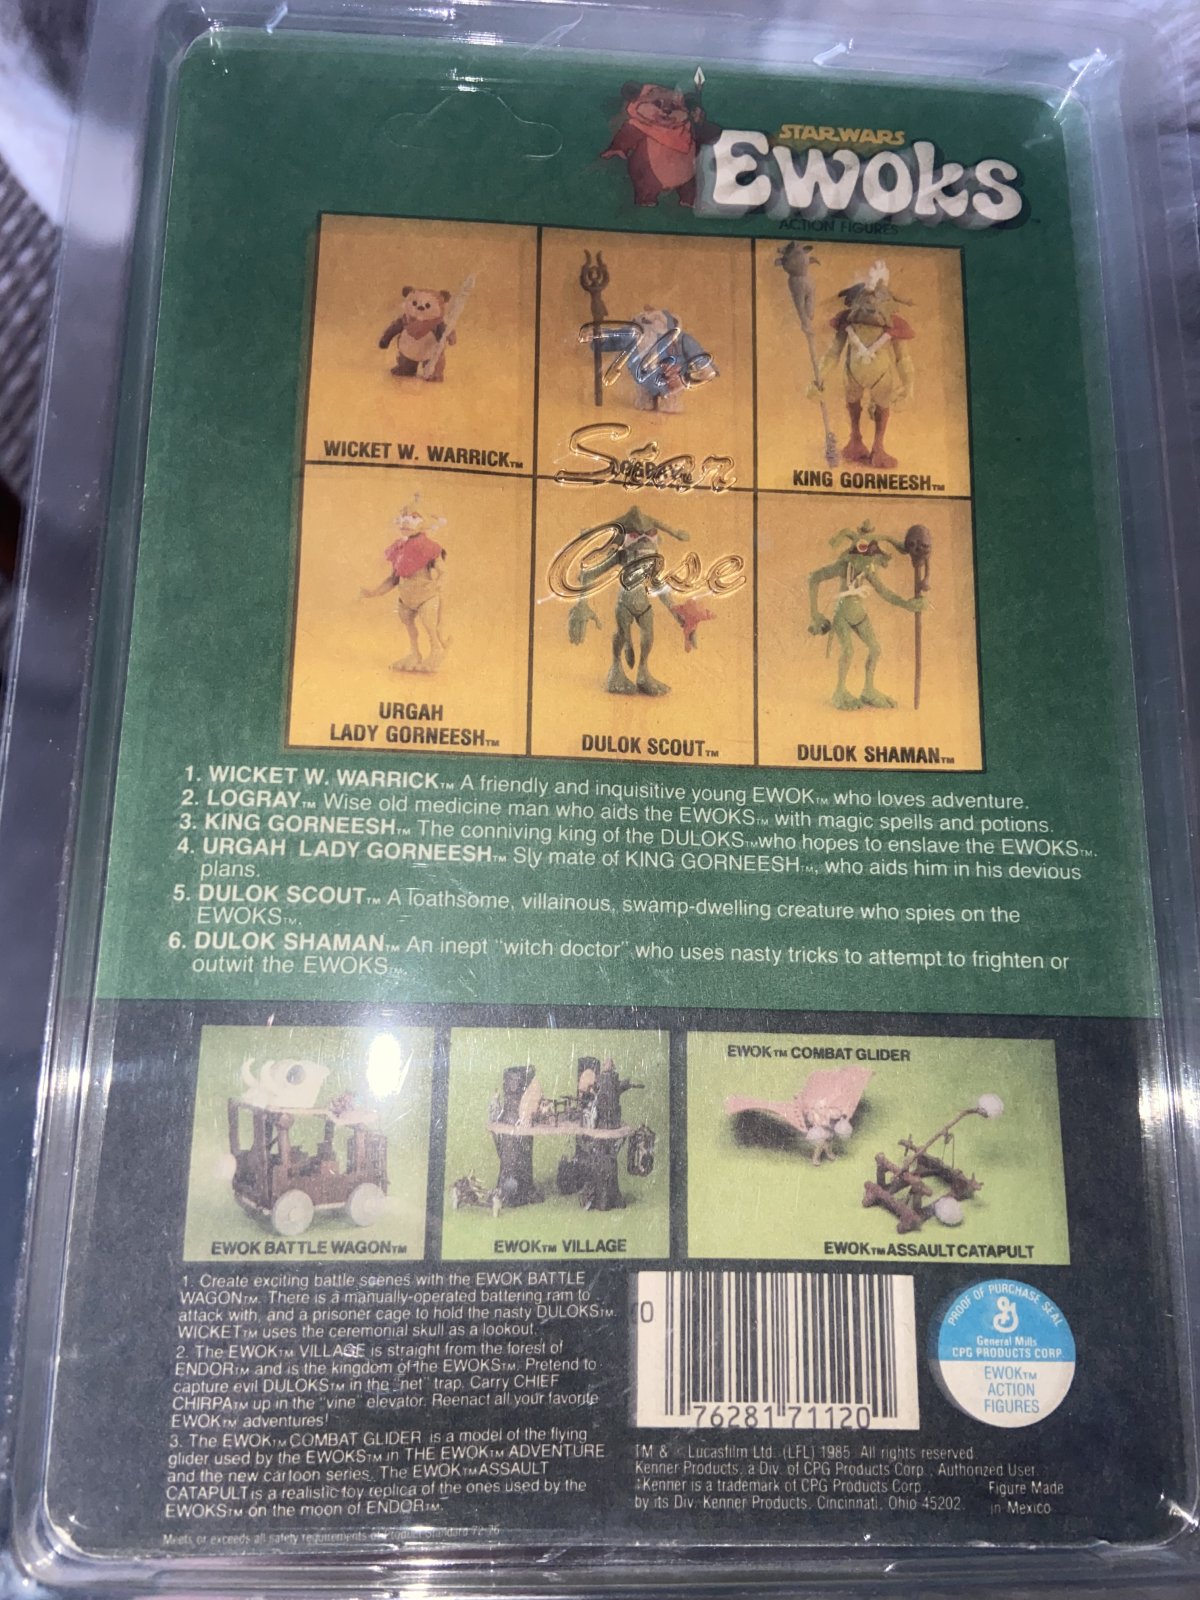 STAR WARS
EWOKS™
ACTION FIGURES
The
Star
Case
WICKET W. WARRICK™
LOGRAY™
KING GORNEESH™
URGAH
LADY GORNEESH™
DULOK SCOUT™
DULOK SHAMAN™
1. WICKET W. WARRICK™ A friendly and inquisitive young EWOK™ who loves adventure.
2. LOGRAY™ Wise old medicine man who aids the EWOKS™ with magic spells and potions.
3. KING GORNEESH™ The conniving king of the DULOKS™ who hopes to enslave the EWOKS™.
4. URGAH LADY GORNEESH™ Sly mate of KING GORNEESH™, who aids him in his devious
plans.
5. DULOK SCOUT™ A loathsome, villainous, swamp-dwelling creature who spies on the
EWOKS™.
6. DULOK SHAMAN™ An inept "witch doctor" who uses nasty tricks to attempt to frighten or
outwit the EWOKS™.
EWOK BATTLE WAGON™
EWOK™ VILLAGE
EWOK™ COMBAT GLIDER
EWOK™ ASSAULT CATAPULT
1. Create exciting battle scenes with the EWOK BATTLE
WAGON™. There is a manually-operated battering ram to
attack with, and a prisoner cage to hold the nasty DULOKS™.
WICKET™ uses the ceremonial skull as a lookout.
2. The EWOK™ VILLAGE is straight from the forest of
ENDOR™ and is the kingdom of the EWOKS™. Pretend to
capture evil DULOKS™ in the "net" trap. Carry CHIEF
CHIRPA™ up in the "vine" elevator. Reenact all your favorite
EWOK™ adventures!
3. The EWOK™ COMBAT GLIDER is a model of the flying
glider used by the EWOKS™ in THE EWOK™ ADVENTURE
and the new cartoon series. The EWOK™ ASSAULT
CATAPULT is a realistic toy replica of the ones used by the
EWOKS™ on the moon of ENDOR™.
Meets or exceeds all safety requirements of Product Standard 72-76
0
76281 71120
PROOF OF PURCHASE SEAL
General Mills
CPG PRODUCTS CORP
EWOK™
ACTION
FIGURES
TM & © Lucasfilm Ltd. (LFL) 1985. All rights reserved.
Kenner Products, a Div. of CPG Products Corp., Authorized User.
*Kenner is a trademark of CPG Products Corp.
by its Div. Kenner Products, Cincinnati, Ohio 45202.
Figure Made
in Mexico